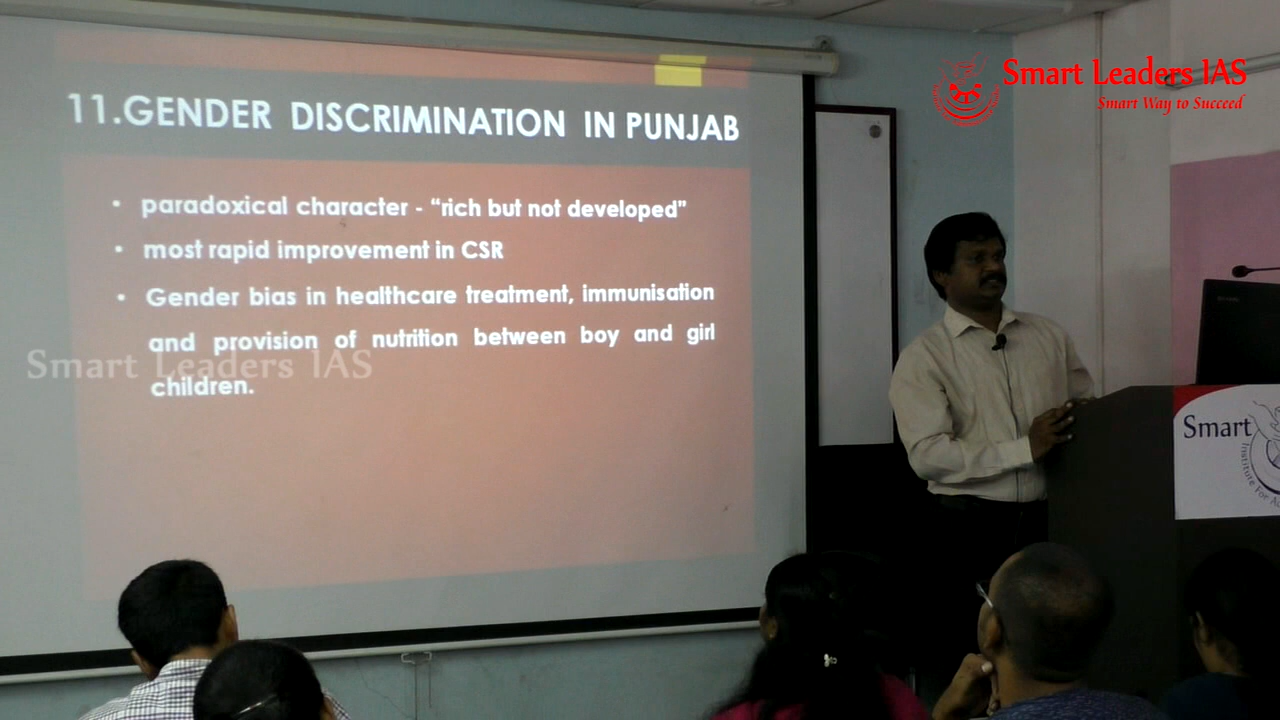 Smart Leaders IAS
Smart Way to Succeed
11.GENDER DISCRIMINATION IN PUNJAB
• paradoxical character - “rich but not developed”
• most rapid improvement in CSR
• Gender bias in healthcare treatment, immunisation
and provision of nutrition between boy and girl
children.
Smart Leaders IAS
Smart
Institute For